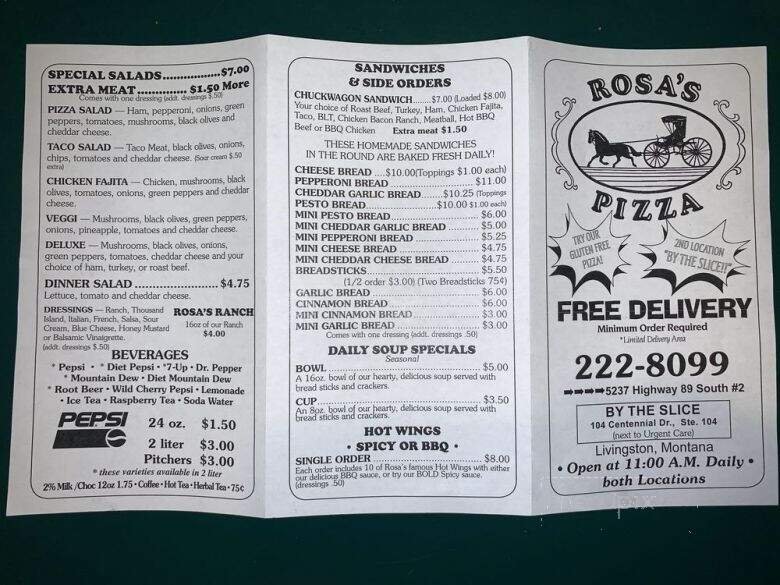 SPECIAL SALADS.................$7.00
EXTRA MEAT.............. $1.50 More
Comes with one dressing (addt. dressings $.50)
PIZZA SALAD — Ham, pepperoni, onions, green
peppers, tomatoes, mushrooms, black olives and
cheddar cheese.
TACO SALAD — Taco Meat, black olives, onions,
chips, tomatoes and cheddar cheese. (Sour cream $.50
extra)
CHICKEN FAJITA — Chicken, mushrooms, black
olives, tomatoes, onions, green peppers and cheddar
cheese.
VEGGI — Mushrooms, black olives, green peppers,
onions, pineapple, tomatoes and cheddar cheese.
DELUXE — Mushrooms, black olives, onions,
green peppers, tomatoes, cheddar cheese and your
choice of ham, turkey, or roast beef.
DINNER SALAD.......................$4.75
Lettuce, tomato and cheddar cheese.
DRESSINGS — Ranch, Thousand
Island, Italian, French, Salsa, Sour
Cream, Blue Cheese, Honey Mustard
or Balsamic Vinaigrette.
(addt. dressings $.50)
ROSA'S RANCH
16oz of our Ranch
$4.00
BEVERAGES
* Pepsi • * Diet Pepsi • *7-Up • Dr. Pepper
* Mountain Dew • Diet Mountain Dew
* Root Beer • Wild Cherry Pepsi • Lemonade
• Ice Tea • Raspberry Tea • Soda Water
PEPSI
24 oz. $1.50
2 liter $3.00
Pitchers $3.00
* these varieties available in 2 liter
2% Milk /Choc 12oz 1.75 • Coffee • Hot Tea • Herbal Tea • 75¢
SANDWICHES
& SIDE ORDERS
CHUCKWAGON SANDWICH........$7.00 (Loaded $8.00)
Your choice of Roast Beef, Turkey, Ham, Chicken Fajita,
Taco, BLT, Chicken Bacon Ranch, Meatball, Hot BBQ
Beef or BBQ Chicken Extra meat $1.50
THESE HOMEMADE SANDWICHES
IN THE ROUND ARE BAKED FRESH DAILY!
CHEESE BREAD ....$10.00(Toppings $1.00 each)
PEPPERONI BREAD ........................$11.00
CHEDDAR GARLIC BREAD.......$10.25 (Toppings
PESTO BREAD....................$10.00 $1.00 each)
MINI PESTO BREAD.........................$6.00
MINI CHEDDAR GARLIC BREAD..........$5.00
MINI PEPPERONI BREAD..................$5.25
MINI CHEESE BREAD.......................$4.75
MINI CHEDDAR CHEESE BREAD.........$4.75
BREADSTICKS...............................$5.50
(1/2 order $3.00) (Two Breadsticks 75¢)
GARLIC BREAD..............................$6.00
CINNAMON BREAD..........................$6.00
MINI CINNAMON BREAD...................$3.00
MINI GARLIC BREAD........................$3.00
Comes with one dressing (addt. dressings .50)
DAILY SOUP SPECIALS
Seasonal
BOWL..........................................$5.00
A 16oz. bowl of our hearty, delicious soup served with
bread sticks and crackers.
CUP............................................$3.50
An 8oz. bowl of our hearty, delicious soup served with
bread sticks and crackers.
HOT WINGS
• SPICY OR BBQ •
SINGLE ORDER.............................$8.00
Each order includes 10 of Rosa's famous Hot Wings with either
our delicious BBQ sauce, or try our BOLD Spicy sauce.
(dressings .50)
ROSA'S
PIZZA
TRY OUR
GLUTEN FREE
PIZZA!
2ND LOCATION
"BY THE SLICE!!"
FREE DELIVERY
Minimum Order Required
*Limited Delivery Area
222-8099
5237 Highway 89 South #2
BY THE SLICE
104 Centennial Dr., Ste. 104
(next to Urgent Care)
Livingston, Montana
• Open at 11:00 A.M. Daily •
both Locations